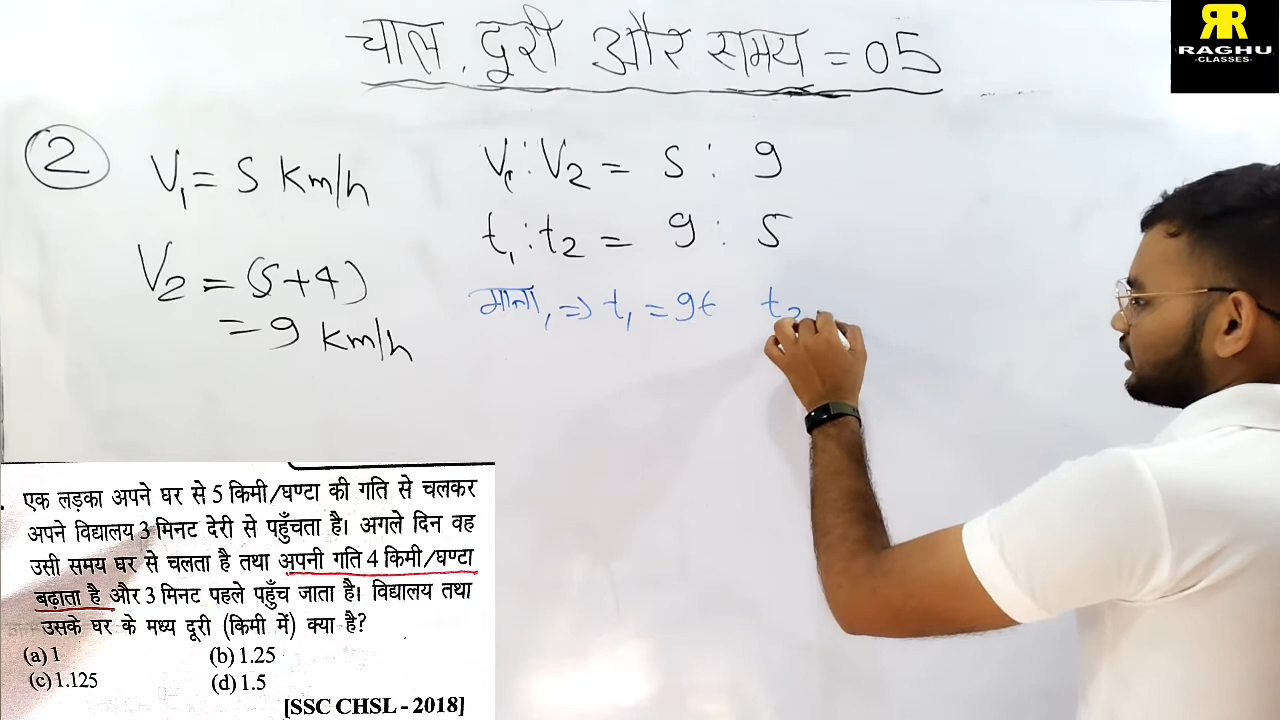 चाल, दूरी और समय = 05
RR
RAGHU
-CLASSES-
2
V₁ = 5 km/h
V₂ = (5+4)
= 9 km/h
V₁ : V₂ = 5 : 9
t₁ : t₂ = 9 : 5
माना, ⇒ t₁ = 9t t₂
एक लड़का अपने घर से 5 किमी/घण्टा की गति से चलकर
अपने विद्यालय 3 मिनट देरी से पहुँचता है। अगले दिन वह
उसी समय घर से चलता है तथा अपनी गति 4 किमी/घण्टा
बढ़ाता है और 3 मिनट पहले पहुँच जाता है। विद्यालय तथा
उसके घर के मध्य दूरी (किमी में) क्या है?
(a) 1 (b) 1.25
(c) 1.125 (d) 1.5
[SSC CHSL - 2018]